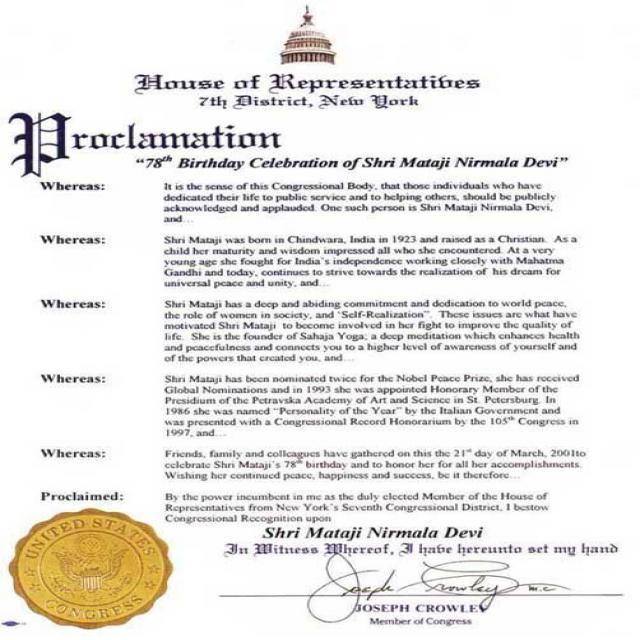 House of Representatives
7th District, New York
Proclamation
"78th Birthday Celebration of Shri Mataji Nirmala Devi"
Whereas: It is the sense of this Congressional Body, that those individuals who have
dedicated their life to public service and to helping others, should be publicly
acknowledged and applauded. One such person is Shri Mataji Nirmala Devi,
and...
Whereas: Shri Mataji was born in Chindwara, India in 1923 and raised as a Christian. As a
child her maturity and wisdom impressed all who she encountered. At a very
young age she fought for India's independence working closely with Mahatma
Gandhi and today, continues to strive towards the realization of his dream for
universal peace and unity, and...
Whereas: Shri Mataji has a deep and abiding commitment and dedication to world peace,
the role of women in society, and 'Self-Realization". These issues are what have
motivated Shri Mataji to become involved in her fight to improve the quality of
life. She is the founder of Sahaja Yoga; a deep meditation which enhances health
and peacefulness and connects you to a higher level of awareness of yourself and
of the powers that created you, and...
Whereas: Shri Mataji has been nominated twice for the Nobel Peace Prize, she has received
Global Nominations and in 1993 she was appointed Honorary Member of the
Presidium of the Petravska Academy of Art and Science in St. Petersburg. In
1986 she was named "Personality of the Year" by the Italian Government and
was presented with a Congressional Record Honorarium by the 105th Congress in
1997, and...
Whereas: Friends, family and colleagues have gathered on this the 21st day of March, 2001to
celebrate Shri Mataji's 78th birthday and to honor her for all her accomplishments.
Wishing her continued peace, happiness and success, be it therefore...
Proclaimed: By the power incumbent in me as the duly elected Member of the House of
Representatives from New York's Seventh Congressional District, I bestow
Congressional Recognition upon
Shri Mataji Nirmala Devi
In Witness Whereof, I have hereunto set my hand
Joseph Crowley m.c.
JOSEPH CROWLEY
Member of Congress
UNITED STATES
CONGRESS